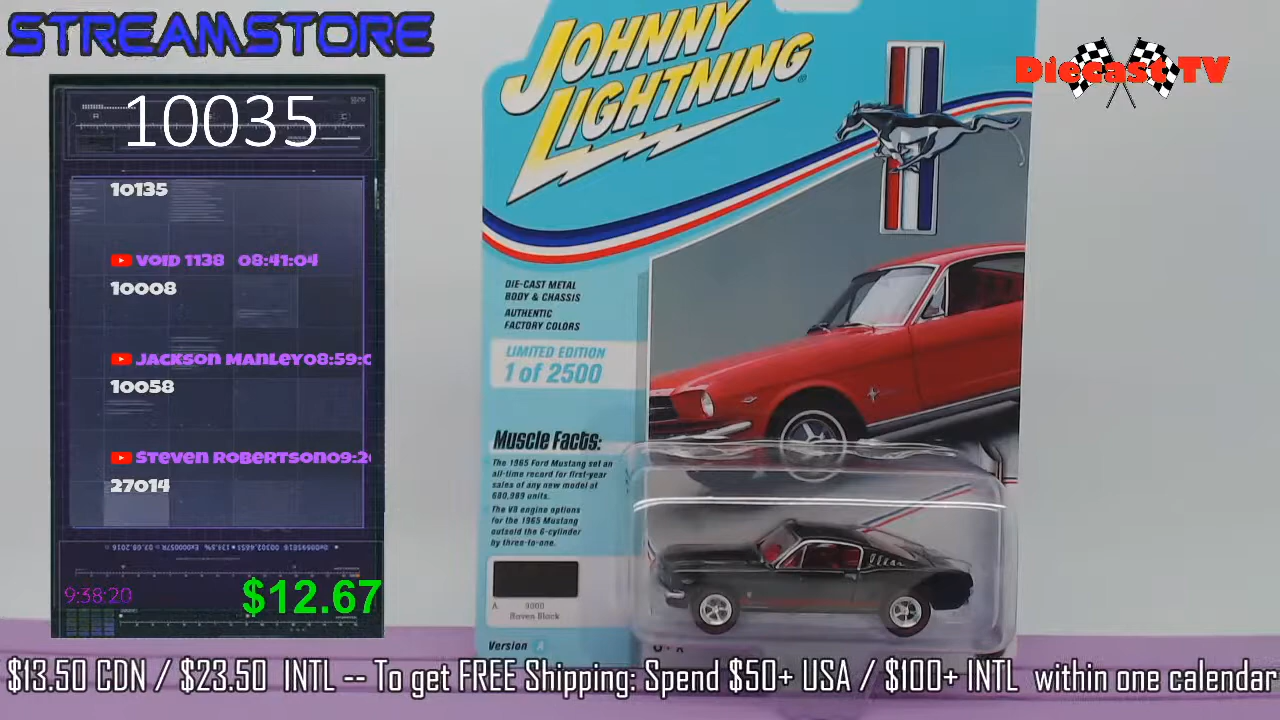 STREAMSTORE
10035
10135
VOID 1138 08:41:04
10008
Jackson Manley08:59:0
10058
Steven Robertson09:20
27014
9:38:20
$12.67
JOHNNY
LIGHTNING
®
DIE-CAST METAL
BODY & CHASSIS
AUTHENTIC
FACTORY COLORS
LIMITED EDITION
1 of 2500
Muscle Facts:
The 1965 Ford Mustang set an
all-time record for first-year
sales of any new model at
680,989 units.
The V8 engine options
for the 1965 Mustang
outsold the 6-cylinder
by three-to-one.
A.
Raven Black
Version A
Diecast TV
$13.50 CDN / $23.50 INTL -- To get FREE Shipping: Spend $50+ USA / $100+ INTL within one calendar